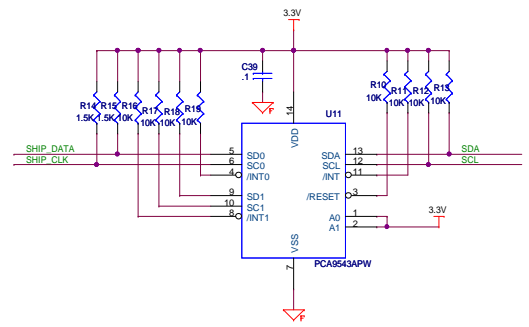 3.3V
C39
.1
R14
1.5K
R15
1.5K
R16
10K
R17
10K
R18
10K
R19
10K
R10
10K
R11
10K
R12
10K
R13
10K
14
U11
VDD
SHIP_DATA
5
SD0
SHIP_CLK
6
SC0
4
/INT0
9
SD1
10
SC1
8
/INT1
SDA
13
SDA
SCL
12
SCL
/INT
11
/RESET
3
A0
1
A1
2
3.3V
VSS
7
PCA9543APW